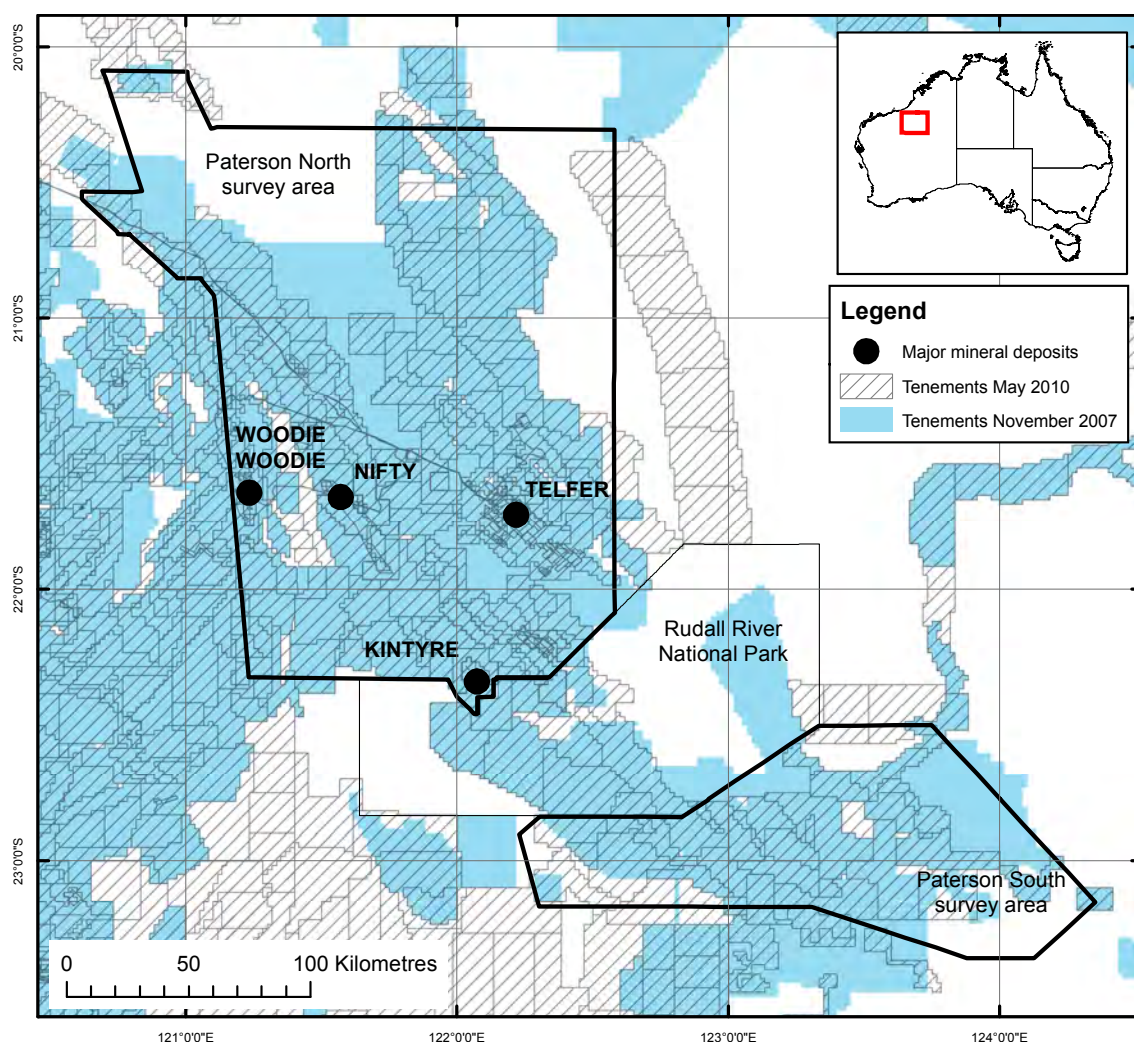 20°0'0"S
21°0'0"S
22°0'0"S
23°0'0"S
Paterson North
survey area
WOODIE
WOODIE
NIFTY
TELFER
KINTYRE
Rudall River
National Park
Paterson South
survey area
Legend
Major mineral deposits
Tenements May 2010
Tenements November 2007
0 50 100 Kilometres
121°0'0"E
122°0'0"E
123°0'0"E
124°0'0"E